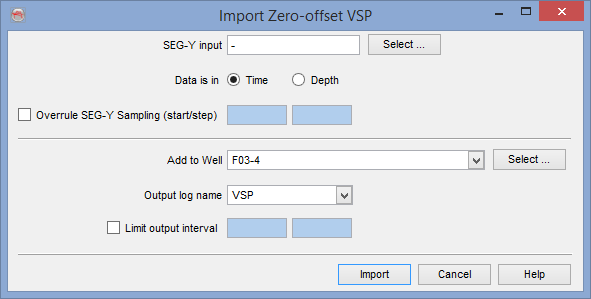 Import Zero-offset VSP
SEG-Y input - Select ...
Data is in Time Depth
Overrule SEG-Y Sampling (start/step)
Add to Well F03-4 Select ...
Output log name VSP
Limit output interval
Import Cancel Help